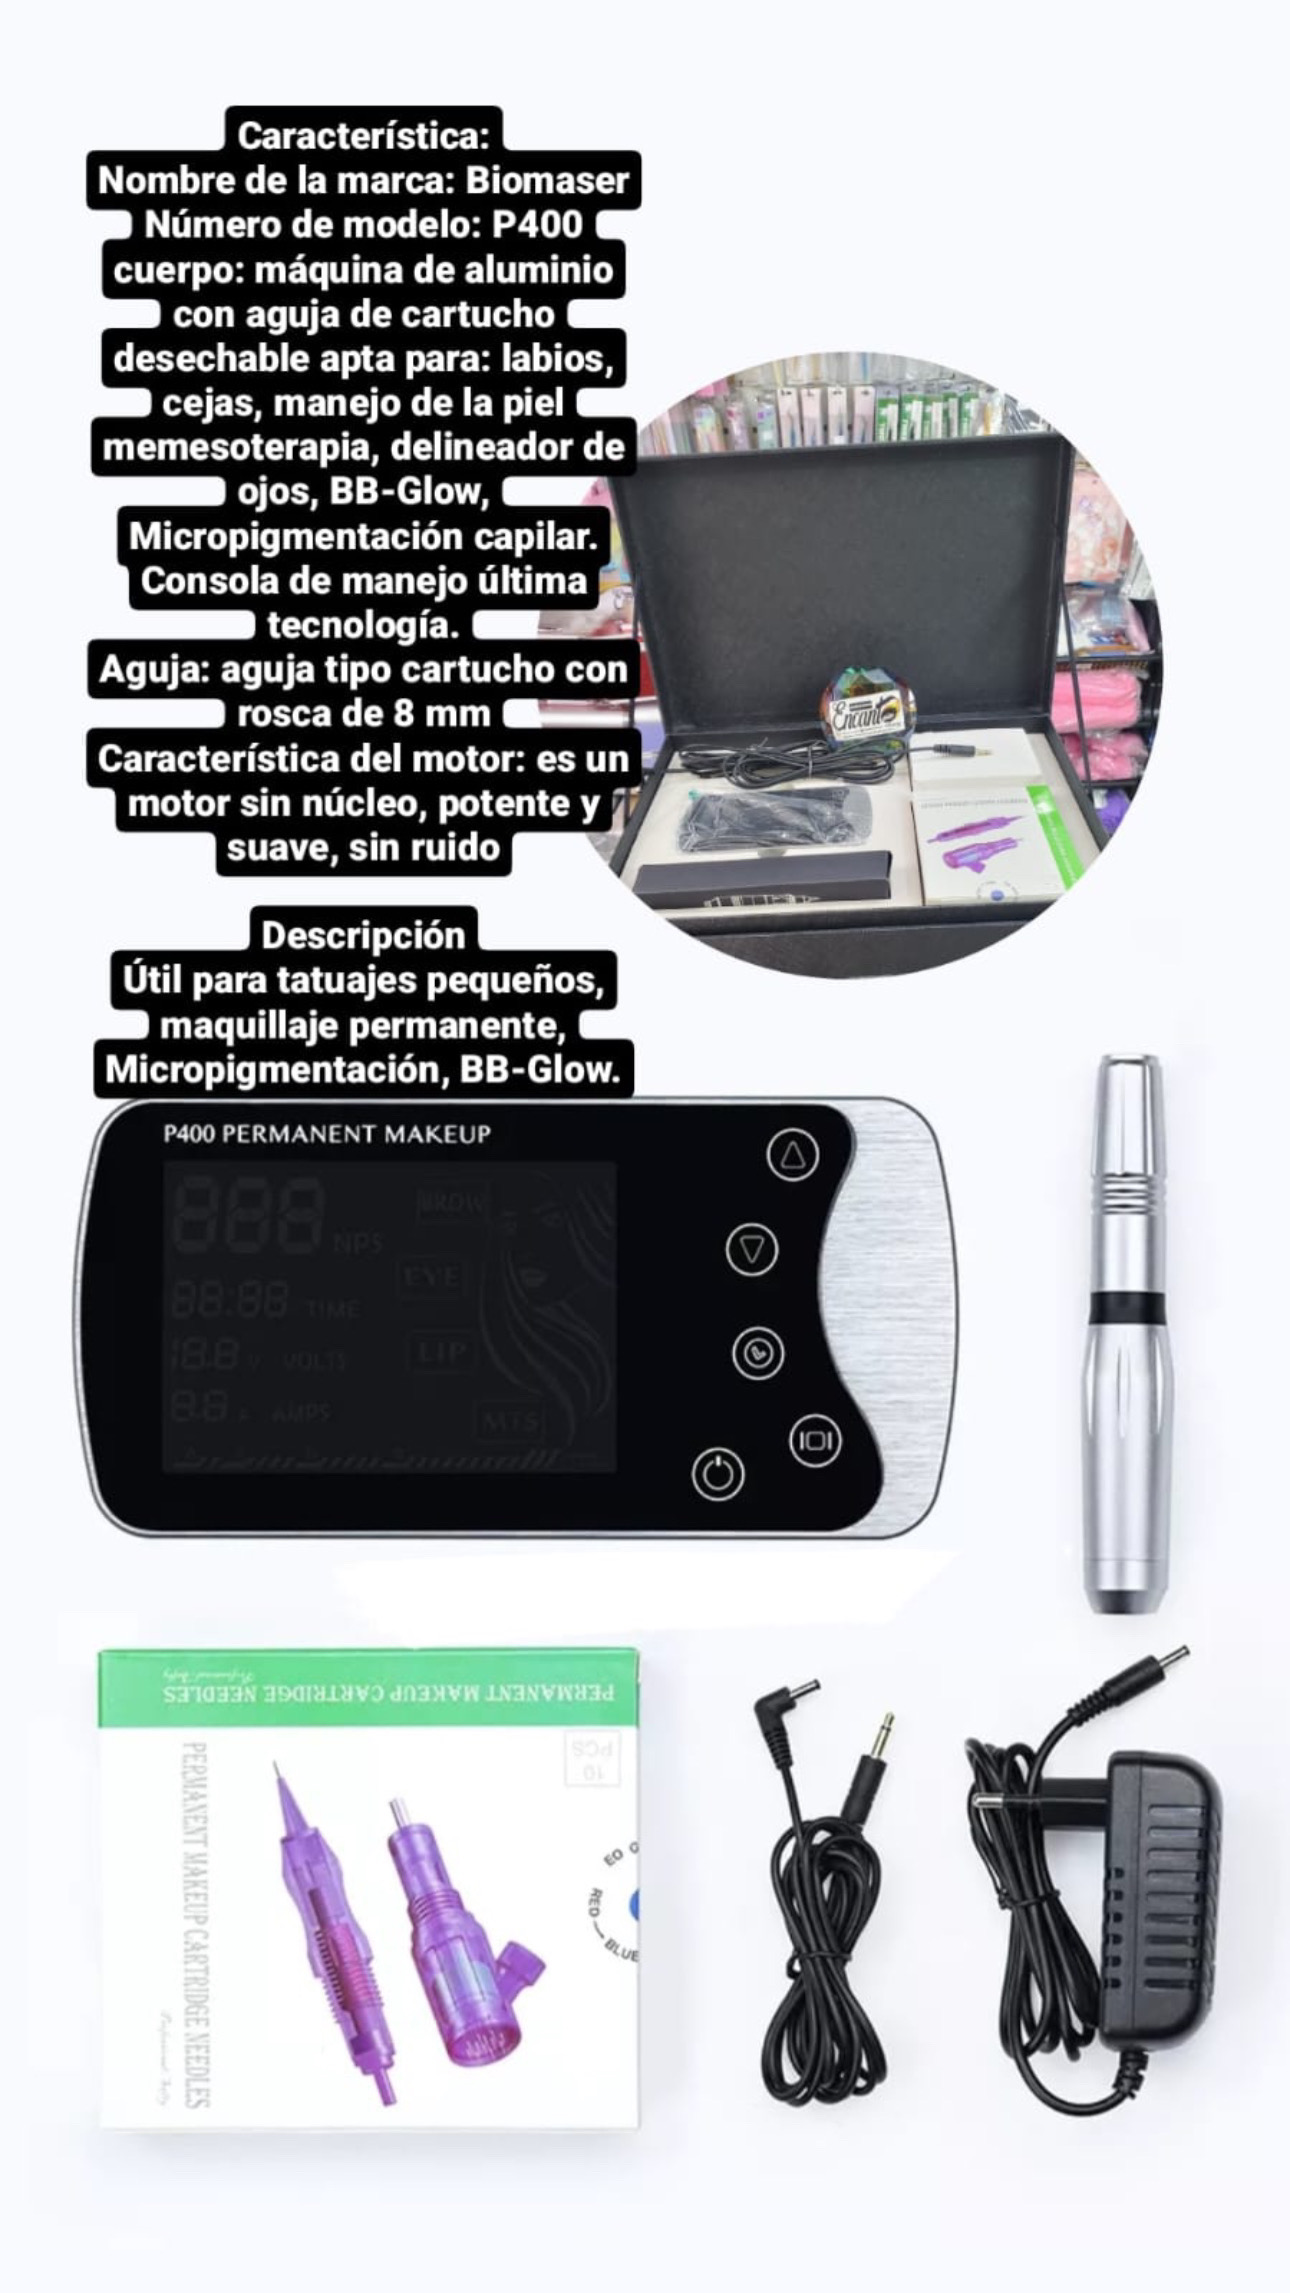 Característica:
Nombre de la marca: Biomaser
Número de modelo: P400
cuerpo: máquina de aluminio
con aguja de cartucho
desechable apta para: labios,
cejas, manejo de la piel
memesoterapia, delineador de
ojos, BB-Glow,
Micropigmentación capilar.
Consola de manejo última
tecnología.
Aguja: aguja tipo cartucho con
rosca de 8 mm
Característica del motor: es un
motor sin núcleo, potente y
suave, sin ruido
Encanto
Descripción
Útil para tatuajes pequeños,
maquillaje permanente,
Micropigmentación, BB-Glow.
P400 PERMANENT MAKEUP
888 NPS
BROW
EYE
88:88 TIME
18.8 V VOLTS
LIP
8.8 A AMPS
MTS
PERMANENT MAKEUP CARTRIDGE NEEDLES
10
PCS
PERMANENT MAKEUP CARTRIDGE NEEDLES
EO G
RED
BLUE